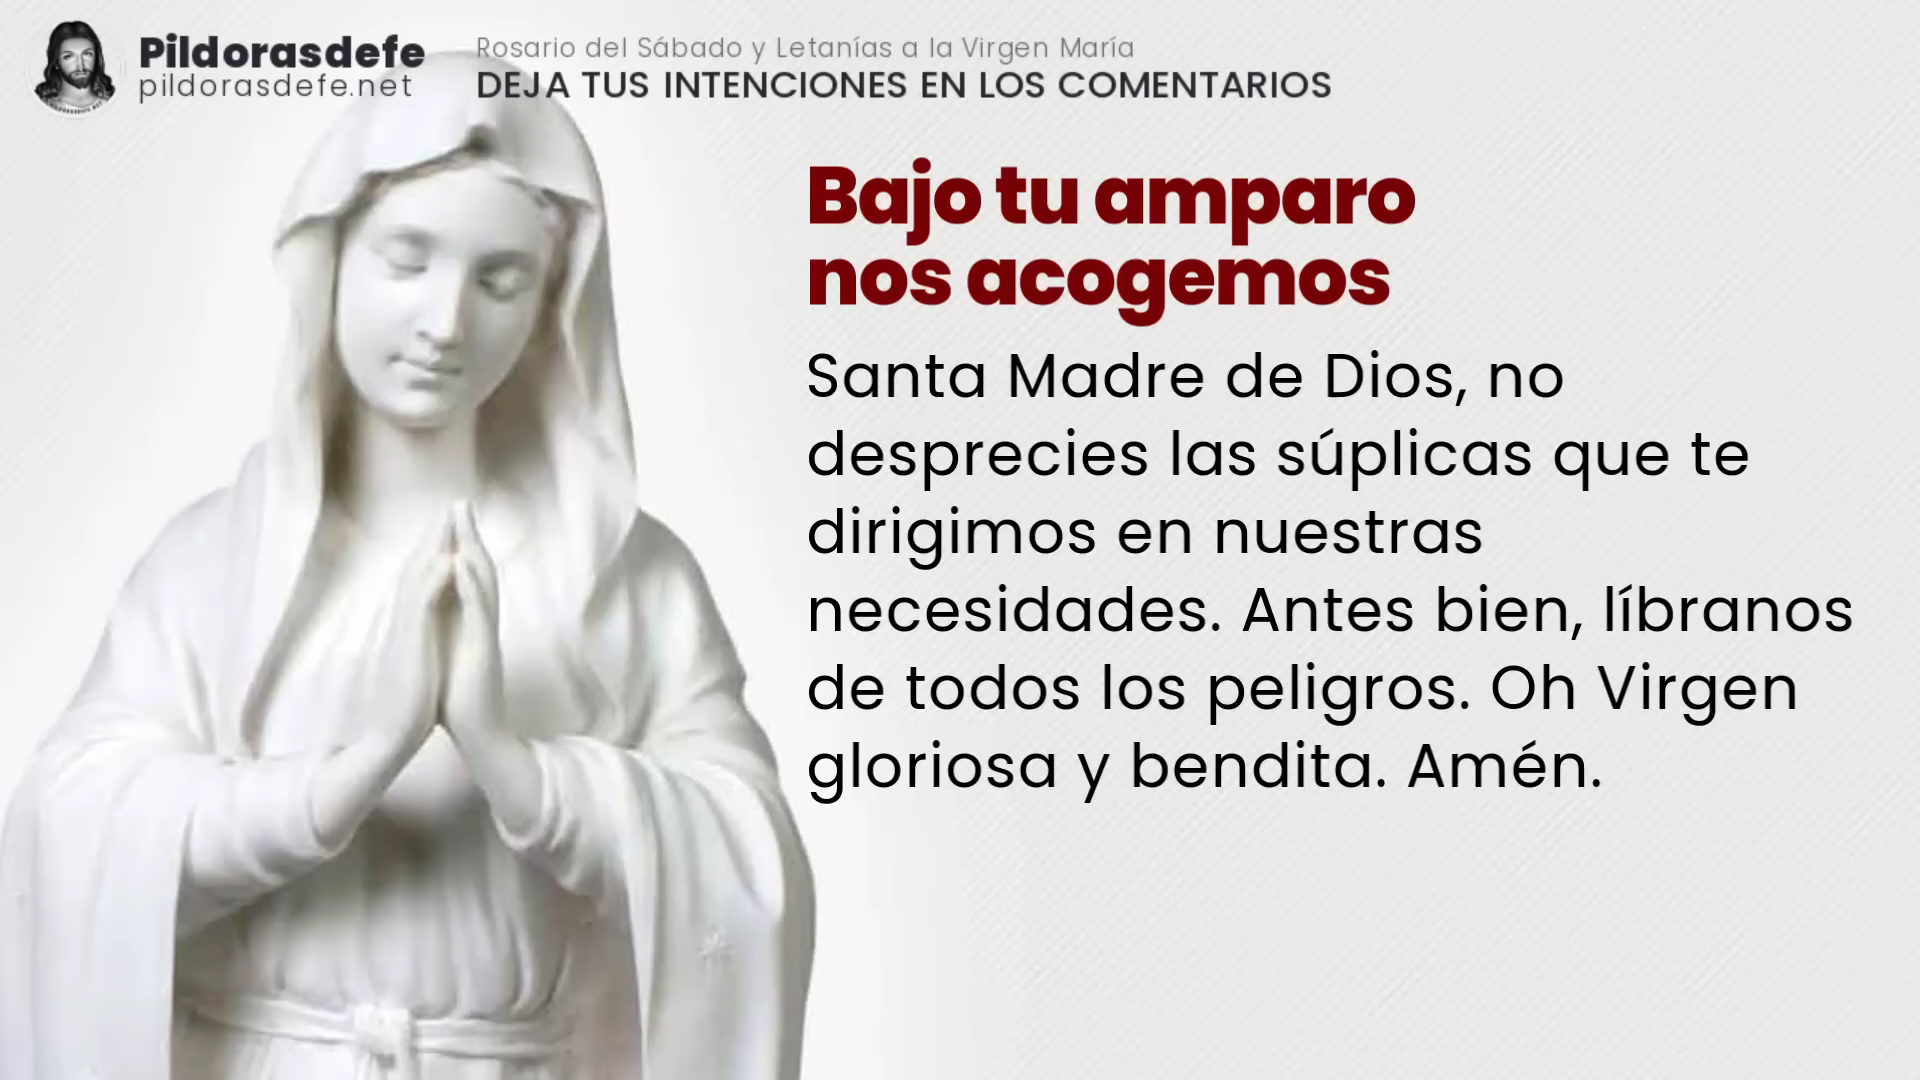 Pildorasdefe
pildorasdefe.net
Rosario del Sábado y Letanías a la Virgen María
DEJA TUS INTENCIONES EN LOS COMENTARIOS
Bajo tu amparo
nos acogemos
Santa Madre de Dios, no
desprecies las súplicas que te
dirigimos en nuestras
necesidades. Antes bien, líbranos
de todos los peligros. Oh Virgen
gloriosa y bendita. Amén.